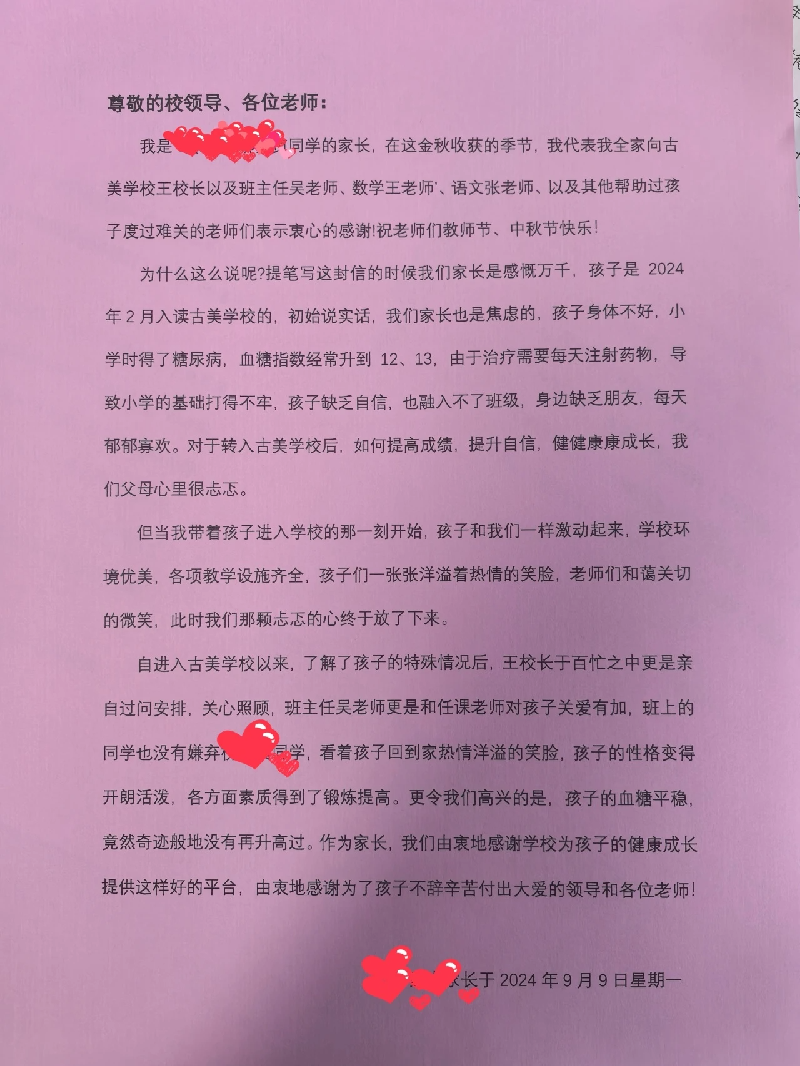 尊敬的校领导、各位老师：
我是同学的家长，在这金秋收获的季节，我代表我全家向古
美学校王校长以及班主任吴老师、数学王老师'、语文张老师、以及其他帮助过孩
子度过难关的老师们表示衷心的感谢!祝老师们教师节、中秋节快乐!
为什么这么说呢?提笔写这封信的时候我们家长是感慨万千，孩子是 2024
年 2 月入读古美学校的，初始说实话，我们家长也是焦虑的，孩子身体不好，小
学时得了糖尿病，血糖指数经常升到 12、13，由于治疗需要每天注射药物，导
致小学的基础打得不牢，孩子缺乏自信，也融入不了班级，身边缺乏朋友，每天
郁郁寡欢。对于转入古美学校后，如何提高成绩，提升自信，健健康康成长，我
们父母心里很忐忑。
但当我带着孩子进入学校的那一刻开始，孩子和我们一样激动起来，学校环
境优美，各项教学设施齐全，孩子们一张张洋溢着热情的笑脸，老师们和蔼关切
的微笑，此时我们那颗忐忑的心终于放了下来。
自进入古美学校以来，了解了孩子的特殊情况后，王校长于百忙之中更是亲
自过问安排，关心照顾，班主任吴老师更是和任课老师对孩子关爱有加，班上的
同学也没有嫌弃同学，看着孩子回到家热情洋溢的笑脸，孩子的性格变得
开朗活泼，各方面素质得到了锻炼提高。更令我们高兴的是，孩子的血糖平稳，
竟然奇迹般地没有再升高过。作为家长，我们由衷地感谢学校为孩子的健康成长
提供这样好的平台，由衷地感谢为了孩子不辞辛苦付出大爱的领导和各位老师!
家长于 2024 年 9 月 9 日星期一